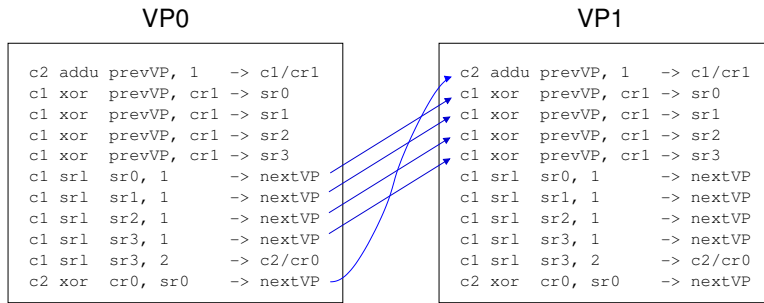 VP0
c2 addu prevVP, 1 -> c1/cr1
c1 xor prevVP, cr1 -> sr0
c1 xor prevVP, cr1 -> sr1
c1 xor prevVP, cr1 -> sr2
c1 xor prevVP, cr1 -> sr3
c1 srl sr0, 1 -> nextVP
c1 srl sr1, 1 -> nextVP
c1 srl sr2, 1 -> nextVP
c1 srl sr3, 1 -> nextVP
c1 srl sr3, 2 -> c2/cr0
c2 xor cr0, sr0 -> nextVP
VP1
c2 addu prevVP, 1 -> c1/cr1
c1 xor prevVP, cr1 -> sr0
c1 xor prevVP, cr1 -> sr1
c1 xor prevVP, cr1 -> sr2
c1 xor prevVP, cr1 -> sr3
c1 srl sr0, 1 -> nextVP
c1 srl sr1, 1 -> nextVP
c1 srl sr2, 1 -> nextVP
c1 srl sr3, 1 -> nextVP
c1 srl sr3, 2 -> c2/cr0
c2 xor cr0, sr0 -> nextVP